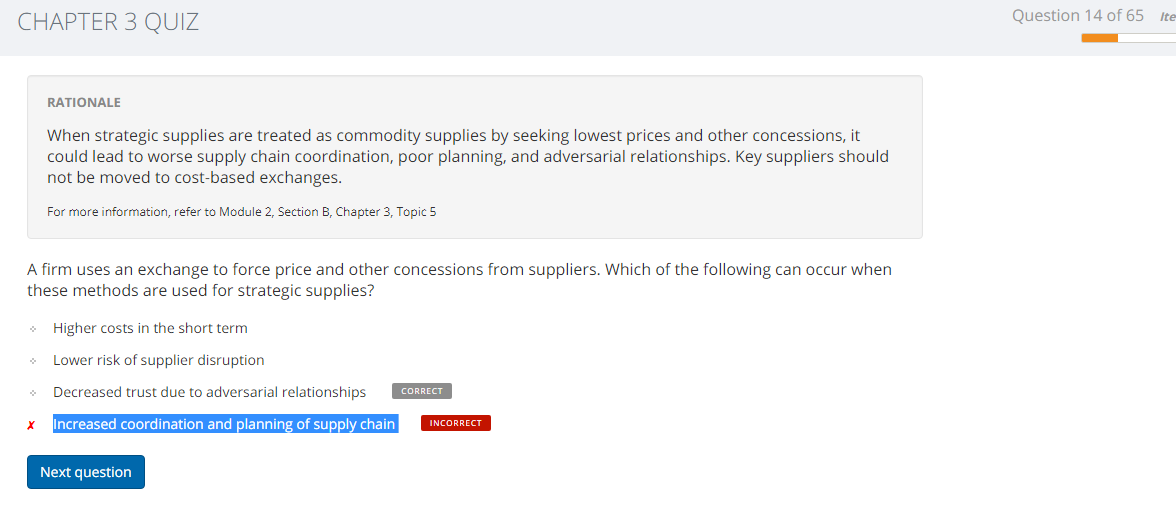 CHAPTER 3 QUIZ
Question 14 of 65 Ite
RATIONALE
When strategic supplies are treated as commodity supplies by seeking lowest prices and other concessions, it
could lead to worse supply chain coordination, poor planning, and adversarial relationships. Key suppliers should
not be moved to cost-based exchanges.
For more information, refer to Module 2, Section B, Chapter 3, Topic 5
A firm uses an exchange to force price and other concessions from suppliers. Which of the following can occur when
these methods are used for strategic supplies?
Higher costs in the short term
Lower risk of supplier disruption
Decreased trust due to adversarial relationships CORRECT
✗ Increased coordination and planning of supply chain INCORRECT
Next question